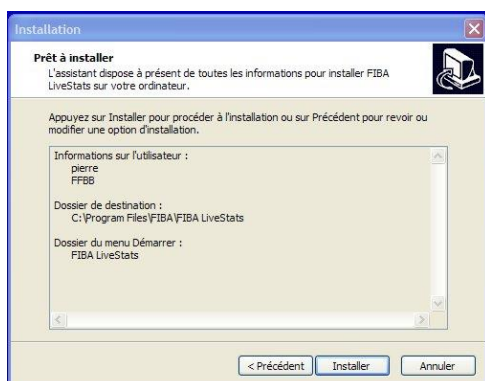 Installation
Prêt à installer
L'assistant dispose à présent de toutes les informations pour installer FIBA
LiveStats sur votre ordinateur.
Appuyez sur Installer pour procéder à l'installation ou sur Précédent pour revoir ou
modifier une option d'installation.
Informations sur l'utilisateur :
pierre
FFBB
Dossier de destination :
C:\Program Files\FIBA\FIBA LiveStats
Dossier du menu Démarrer :
FIBA LiveStats
< Précédent
Installer
Annuler